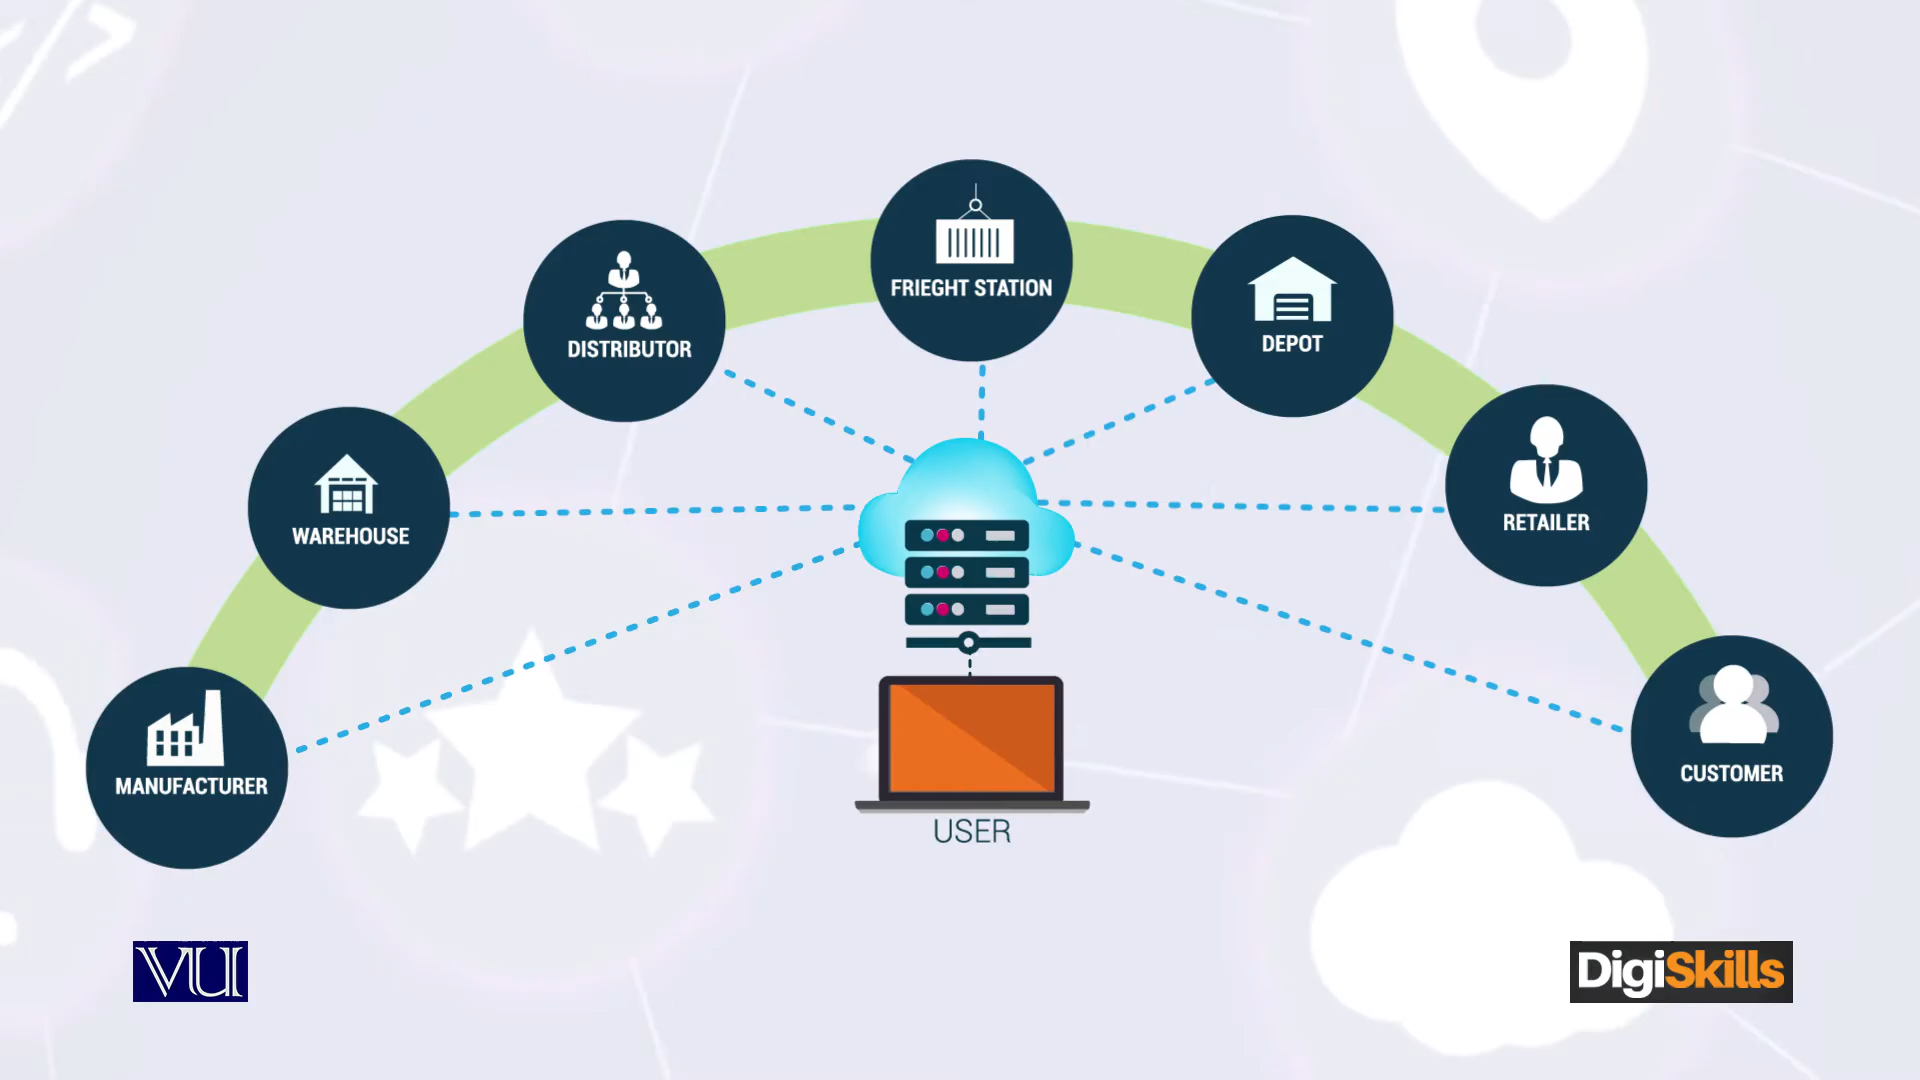 FRIEGHT STATION
DISTRIBUTOR
DEPOT
WAREHOUSE
RETAILER
MANUFACTURER
CUSTOMER
USER
VU
DigiSkills